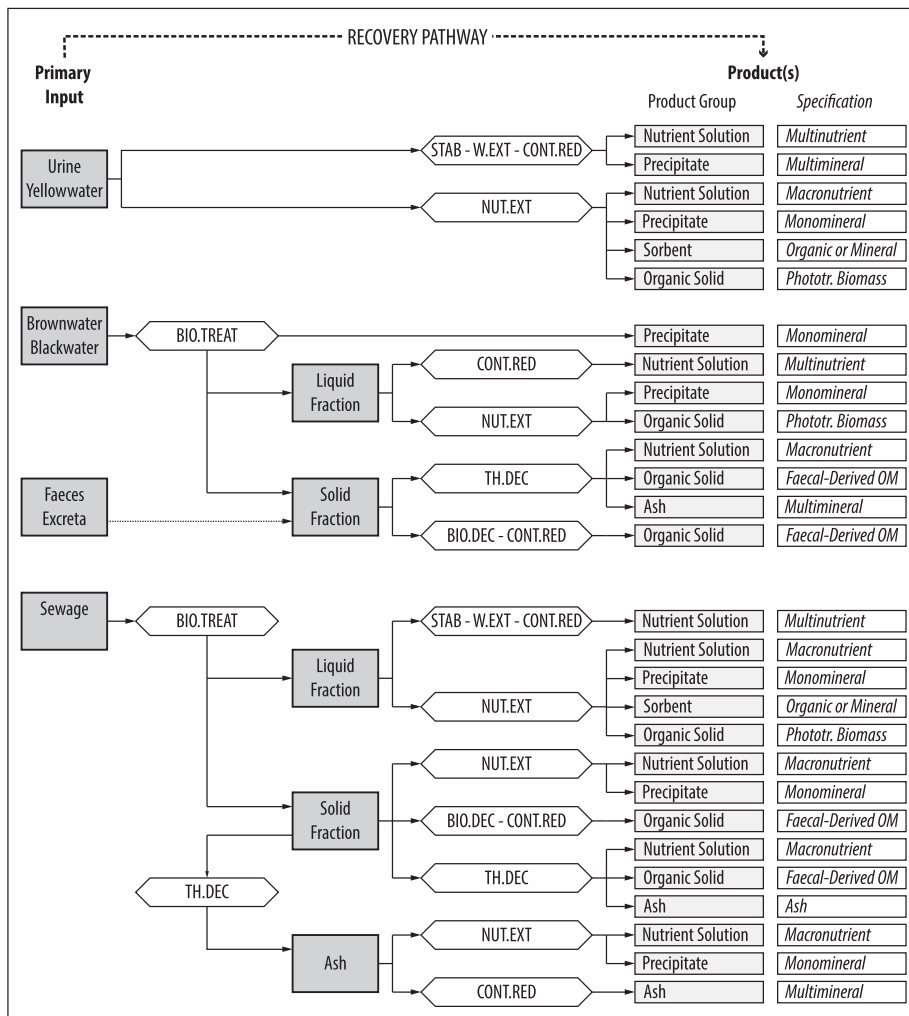 RECOVERY PATHWAY
Primary
Input
Product(s)
Product Group
Specification
Urine
Yellowwater
STAB - W.EXT - CONT.RED
Nutrient Solution
Multinutrient
Precipitate
Multimineral
NUT.EXT
Nutrient Solution
Macronutrient
Precipitate
Monomineral
Sorbent
Organic or Mineral
Organic Solid
Phototr. Biomass
Brownwater
Blackwater
BIO.TREAT
Precipitate
Monomineral
Liquid
Fraction
CONT.RED
Nutrient Solution
Multinutrient
NUT.EXT
Precipitate
Monomineral
Organic Solid
Phototr. Biomass
Faeces
Excreta
Solid
Fraction
TH.DEC
Nutrient Solution
Macronutrient
Organic Solid
Faecal-Derived OM
Ash
Multimineral
BIO.DEC - CONT.RED
Organic Solid
Faecal-Derived OM
Sewage
BIO.TREAT
Liquid
Fraction
STAB - W.EXT - CONT.RED
Nutrient Solution
Multinutrient
NUT.EXT
Nutrient Solution
Macronutrient
Precipitate
Monomineral
Sorbent
Organic or Mineral
Organic Solid
Phototr. Biomass
Solid
Fraction
NUT.EXT
Nutrient Solution
Macronutrient
Precipitate
Monomineral
BIO.DEC - CONT.RED
Organic Solid
Faecal-Derived OM
TH.DEC
Nutrient Solution
Macronutrient
Organic Solid
Faecal-Derived OM
Ash
Ash
TH.DEC
Ash
NUT.EXT
Nutrient Solution
Macronutrient
Precipitate
Monomineral
CONT.RED
Ash
Multimineral